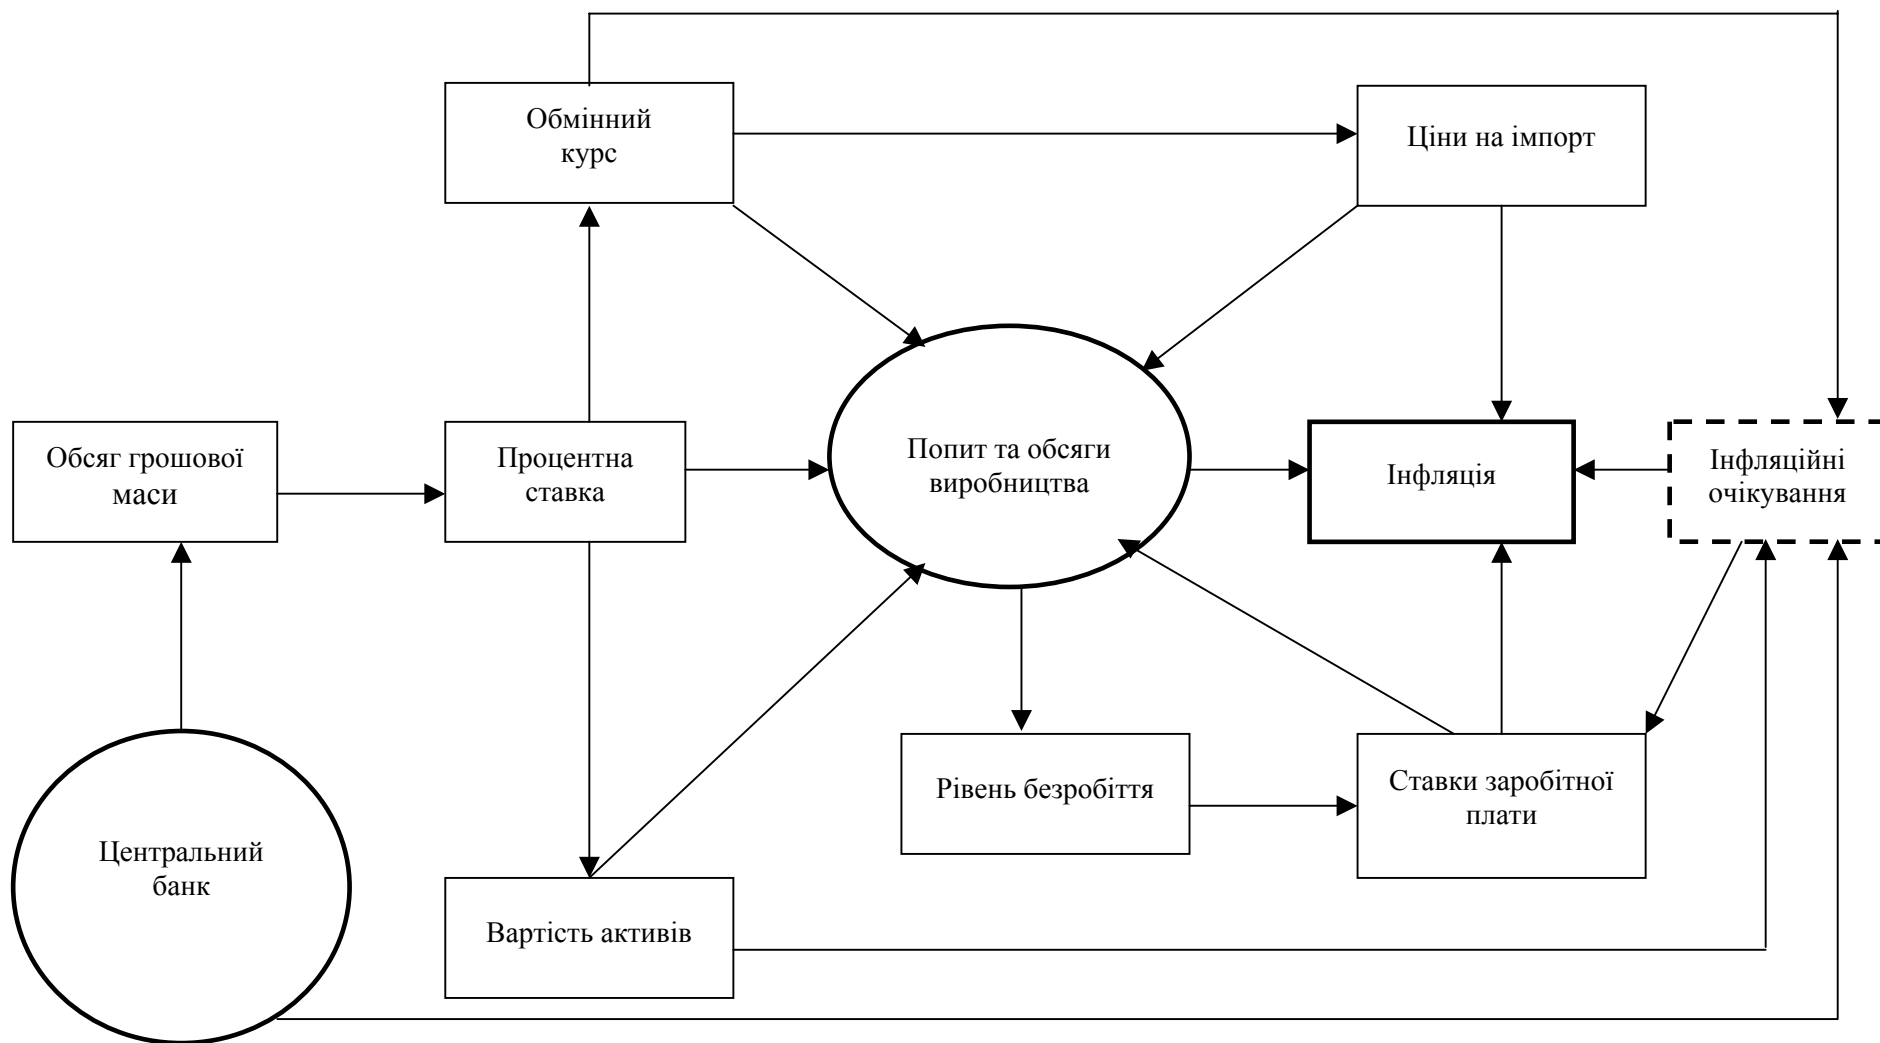 Обмінний
курс
Ціни на імпорт
Обсяг грошової
маси
Процентна
ставка
Попит та обсяги
виробництва
Інфляція
Інфляційні
очікування
Рівень безробіття
Ставки заробітної
плати
Центральний
банк
Вартість активів